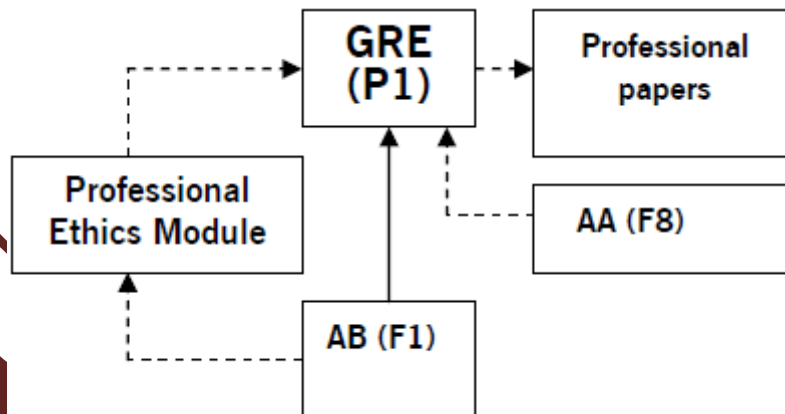 GRE
(P1)
Professional
papers
Professional
Ethics Module
AA (F8)
AB (F1)